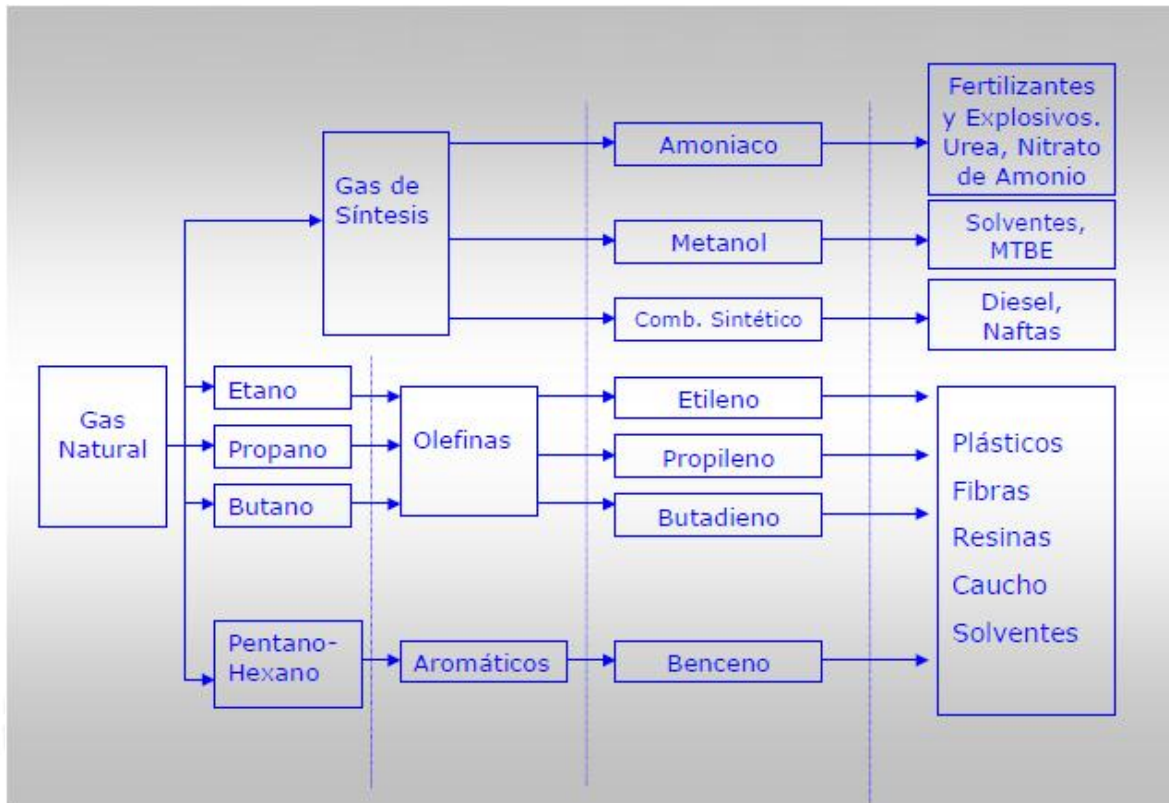 Fertilizantes
y Explosivos.
Urea, Nitrato
de Amonio
Amoniaco
Gas de
Síntesis
Metanol
Solventes,
MTBE
Comb. Sintético
Diesel,
Naftas
Gas
Natural
Etano
Propano
Butano
Olefinas
Etileno
Propileno
Butadieno
Plásticos
Fibras
Resinas
Caucho
Solventes
Pentano-
Hexano
Aromáticos
Benceno